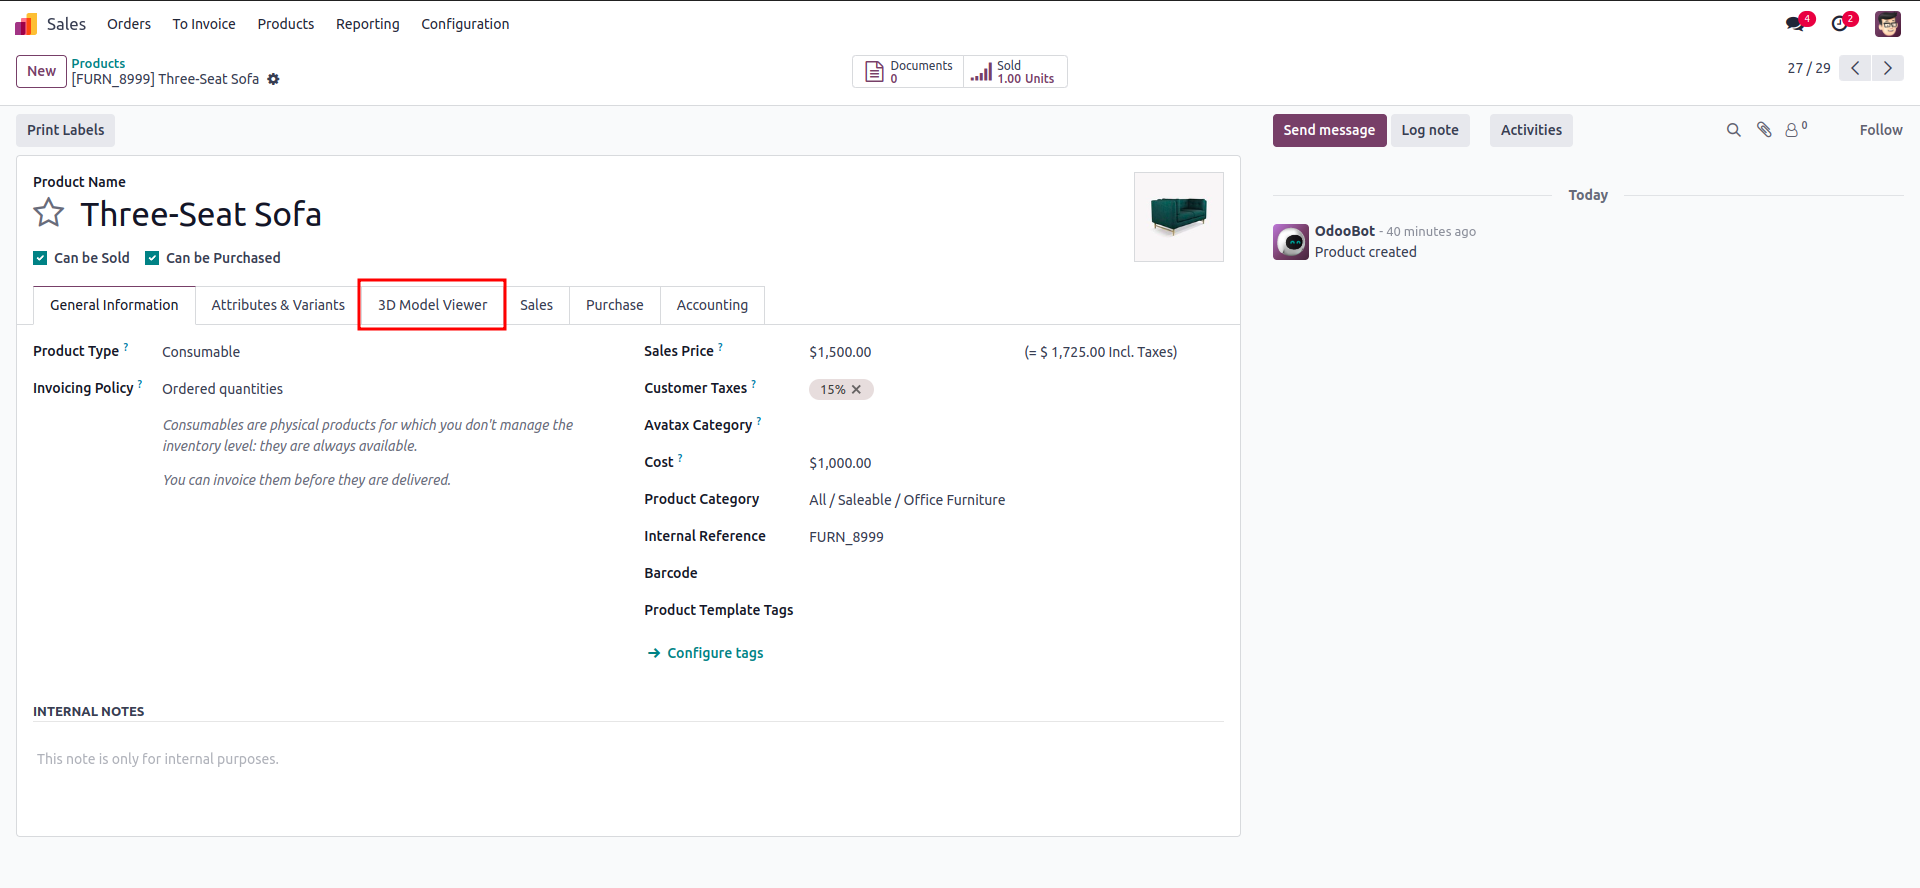 Sales Orders To Invoice Products Reporting Configuration 4 2
New Products
[FURN_8999] Three-Seat Sofa
Documents
0
Sold
1.00 Units
27 / 29
Print Labels
Send message Log note Activities 0 Follow
Product Name
Three-Seat Sofa
Can be Sold Can be Purchased
General Information Attributes & Variants 3D Model Viewer Sales Purchase Accounting
Product Type ? Consumable
Invoicing Policy ? Ordered quantities
Consumables are physical products for which you don't manage the
inventory level: they are always available.
You can invoice them before they are delivered.
Sales Price ? $1,500.00 (= $ 1,725.00 Incl. Taxes)
Customer Taxes ? 15% ×
Avatax Category ?
Cost ? $1,000.00
Product Category All / Saleable / Office Furniture
Internal Reference FURN_8999
Barcode
Product Template Tags
→ Configure tags
INTERNAL NOTES
This note is only for internal purposes.
Today
OdooBot - 40 minutes ago
Product created